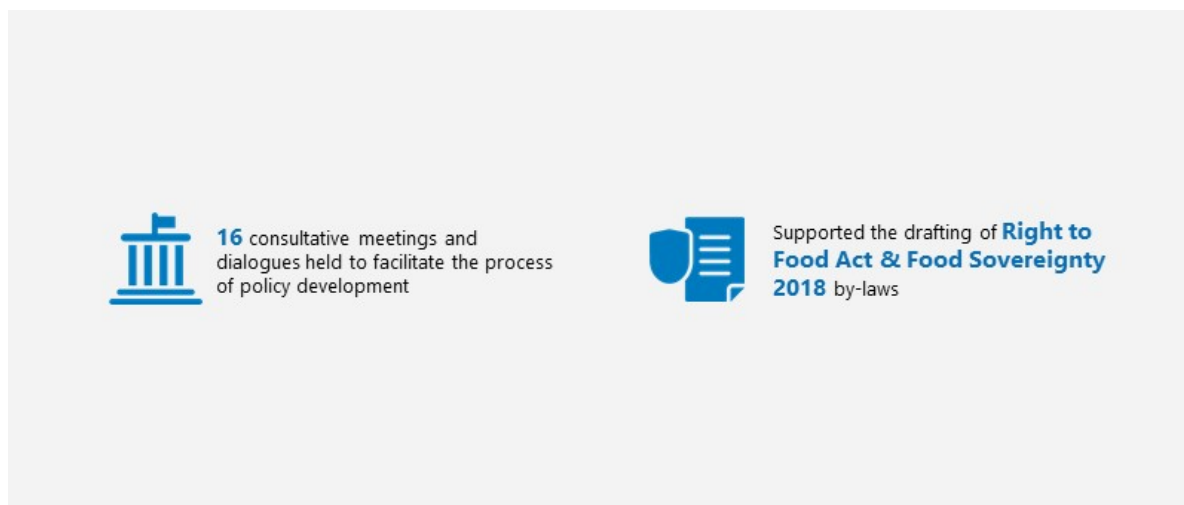 16 consultative meetings and
dialogues held to facilitate the process
of policy development
Supported the drafting of Right to
Food Act & Food Sovereignty
2018 by-laws